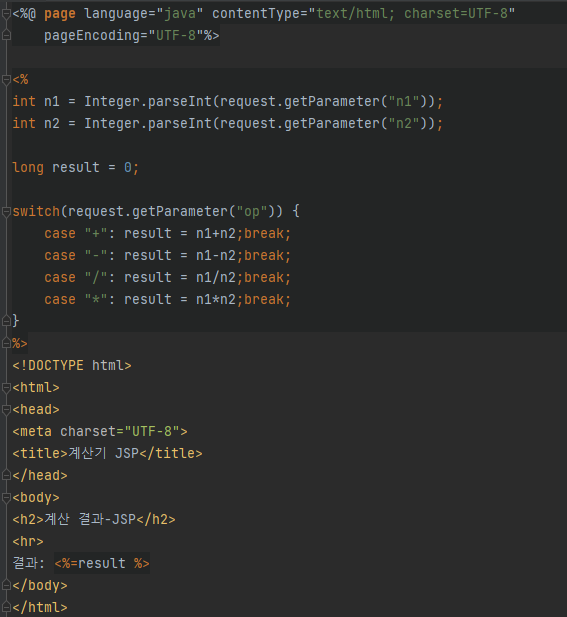 <%@ page language="java" contentType="text/html; charset=UTF-8"
    pageEncoding="UTF-8"%>
<%
int n1 = Integer.parseInt(request.getParameter("n1"));
int n2 = Integer.parseInt(request.getParameter("n2"));
long result = 0;
switch(request.getParameter("op")) {
    case "+": result = n1+n2;break;
    case "-": result = n1-n2;break;
    case "/": result = n1/n2;break;
    case "*": result = n1*n2;break;
}
%>
<!DOCTYPE html>
<html>
<head>
<meta charset="UTF-8">
<title>계산기 JSP</title>
</head>
<body>
<h2>계산 결과-JSP</h2>
<hr>
결과: <%=result %>
</body>
</html>